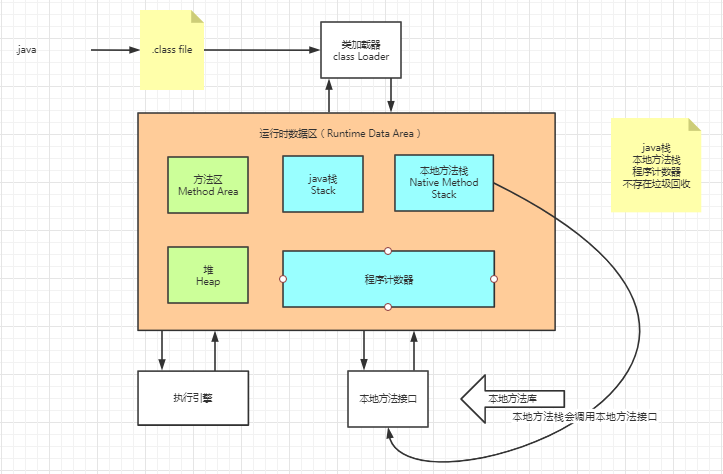 .java
.class file
类加载器
class Loader
运行时数据区（Runtime Data Area）
方法区
Method Area
java栈
Stack
本地方法栈
Native Method
Stack
java栈
本地方法栈
程序计数器
不存在垃圾回收
堆
Heap
程序计数器
执行引擎
本地方法接口
本地方法库
本地方法栈会调用本地方法接口